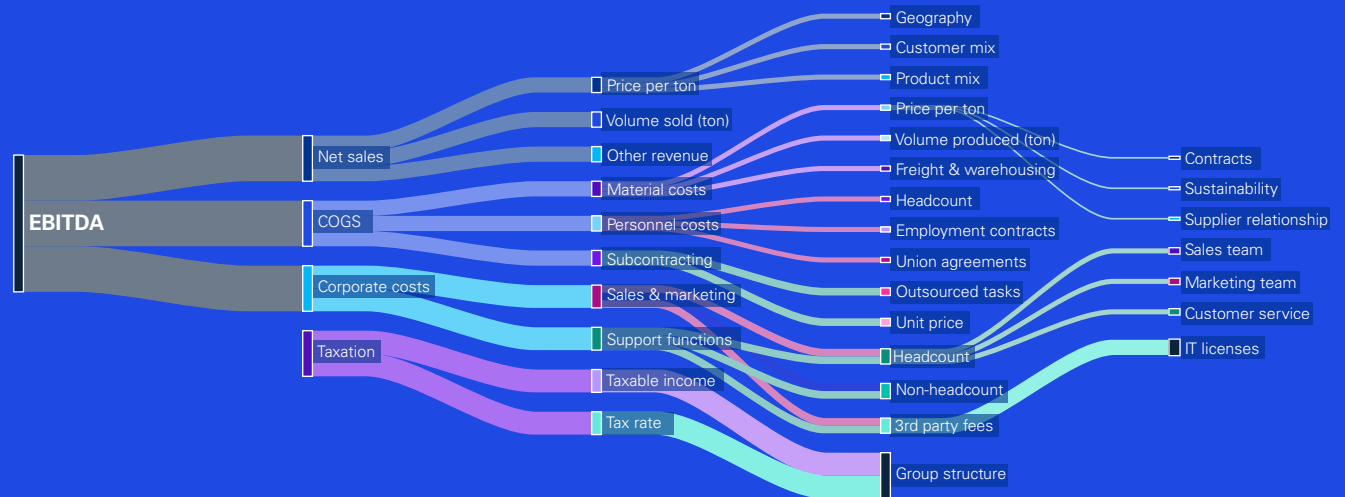 EBITDA
Net sales
COGS
Corporate costs
Taxation
Price per ton
Volume sold (ton)
Other revenue
Material costs
Personnel costs
Subcontracting
Sales & marketing
Support functions
Taxable income
Tax rate
Geography
Customer mix
Product mix
Price per ton
Volume produced (ton)
Freight & warehousing
Headcount
Employment contracts
Union agreements
Outsourced tasks
Unit price
Headcount
Non-headcount
3rd party fees
Group structure
Contracts
Sustainability
Supplier relationship
Sales team
Marketing team
Customer service
IT licenses